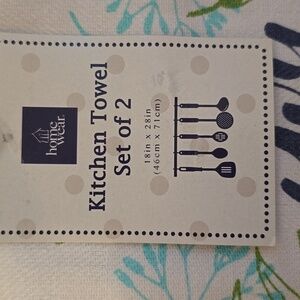 home
wear.
Kitchen Towel
Set of 2
18in x 28in
(46cm x 71cm)